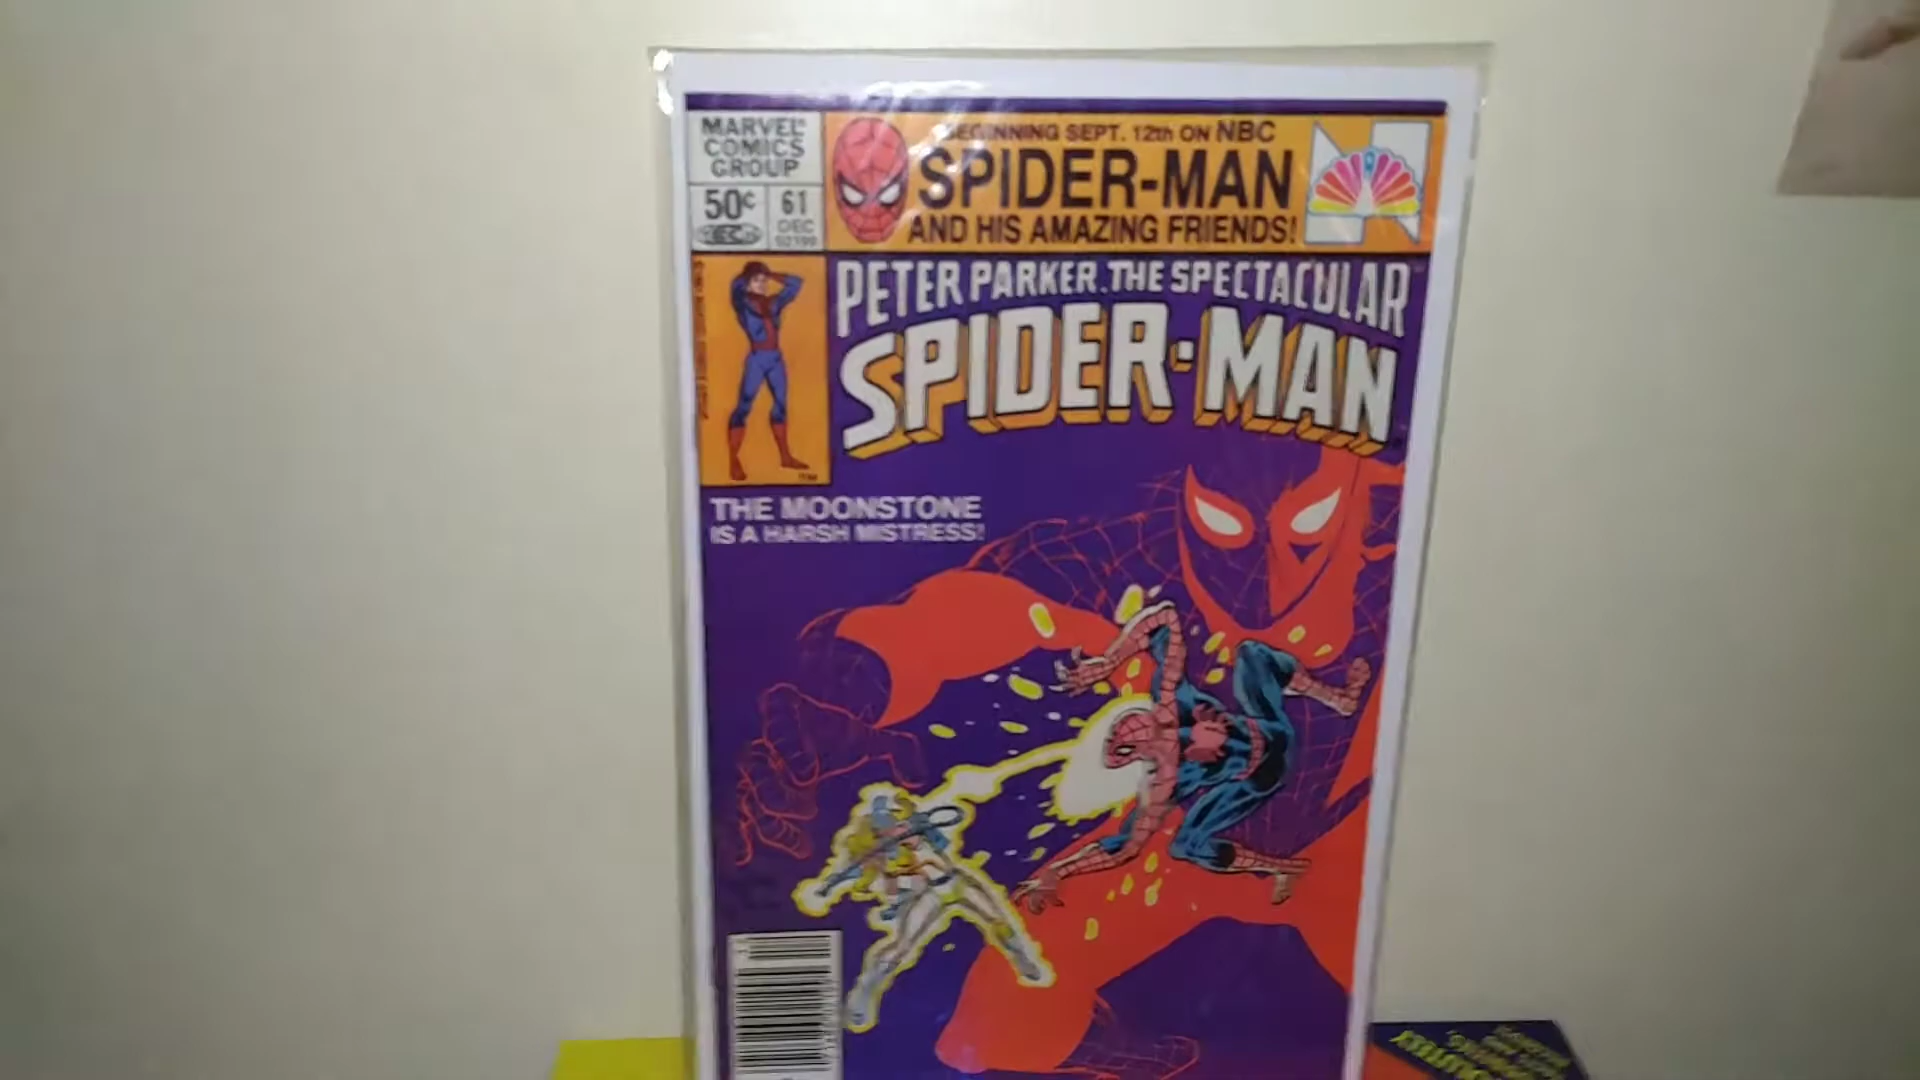 MARVEL
COMICS
GROUP
50¢
61
DEC
02199
BEGINNING SEPT. 12th ON NBC
SPIDER-MAN
AND HIS AMAZING FRIENDS!
PETER PARKER, THE SPECTACULAR
SPIDER-MAN
TM
THE MOONSTONE
IS A HARSH MISTRESS!